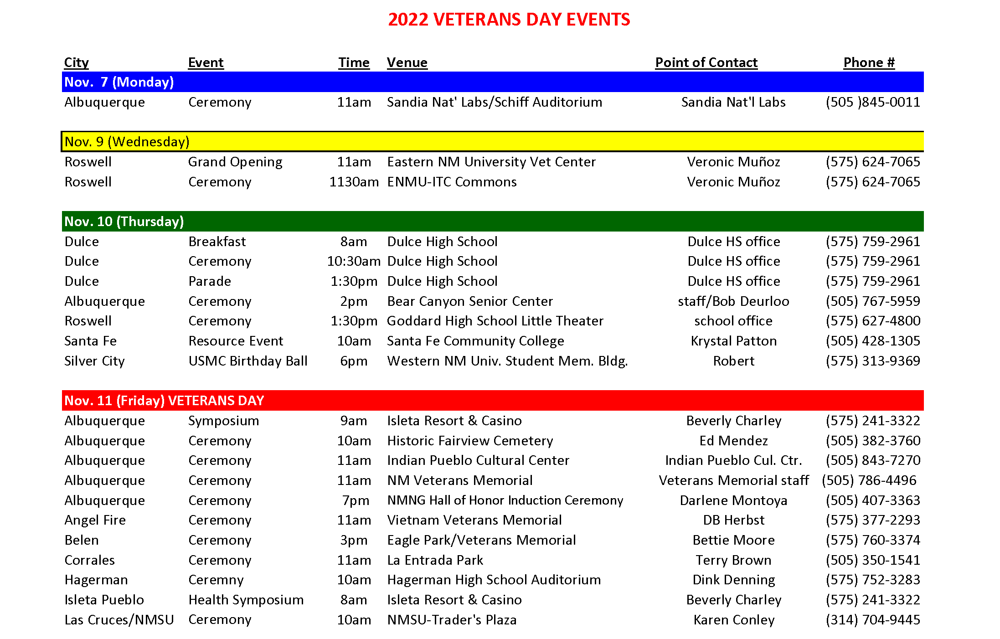 2022 VETERANS DAY EVENTS
City Event Time Venue Point of Contact Phone #
Nov.  7 (Monday)
Albuquerque Ceremony 11am Sandia Nat' Labs/Schiff Auditorium Sandia Nat'l Labs (505 )845-0011
Nov. 9 (Wednesday)
Roswell Grand Opening 11am Eastern NM University Vet Center Veronic Muñoz (575) 624-7065
Roswell Ceremony 1130am ENMU-ITC Commons Veronic Muñoz (575) 624-7065
Nov. 10 (Thursday)
Dulce Breakfast 8am Dulce High School Dulce HS office (575) 759-2961
Dulce Ceremony 10:30am Dulce High School Dulce HS office (575) 759-2961
Dulce Parade 1:30pm Dulce High School Dulce HS office (575) 759-2961
Albuquerque Ceremony 2pm Bear Canyon Senior Center staff/Bob Deurloo (505) 767-5959
Roswell Ceremony 1:30pm Goddard High School Little Theater school office (575) 627-4800
Santa Fe Resource Event 10am Santa Fe Community College Krystal Patton (505) 428-1305
Silver City USMC Birthday Ball 6pm Western NM Univ. Student Mem. Bldg. Robert (575) 313-9369
Nov. 11 (Friday) VETERANS DAY
Albuquerque Symposium 9am Isleta Resort & Casino Beverly Charley (575) 241-3322
Albuquerque Ceremony 10am Historic Fairview Cemetery Ed Mendez (505) 382-3760
Albuquerque Ceremony 11am Indian Pueblo Cultural Center Indian Pueblo Cul. Ctr. (505) 843-7270
Albuquerque Ceremony 11am NM Veterans Memorial Veterans Memorial staff (505) 786-4496
Albuquerque Ceremony 7pm NMNG Hall of Honor Induction Ceremony Darlene Montoya (505) 407-3363
Angel Fire Ceremony 11am Vietnam Veterans Memorial DB Herbst (575) 377-2293
Belen Ceremony 3pm Eagle Park/Veterans Memorial Bettie Moore (575) 760-3374
Corrales Ceremony 11am La Entrada Park Terry Brown (505) 350-1541
Hagerman Ceremny 10am Hagerman High School Auditorium Dink Denning (575) 752-3283
Isleta Pueblo Health Symposium 8am Isleta Resort & Casino Beverly Charley (575) 241-3322
Las Cruces/NMSU Ceremony 10am NMSU-Trader's Plaza Karen Conley (314) 704-9445